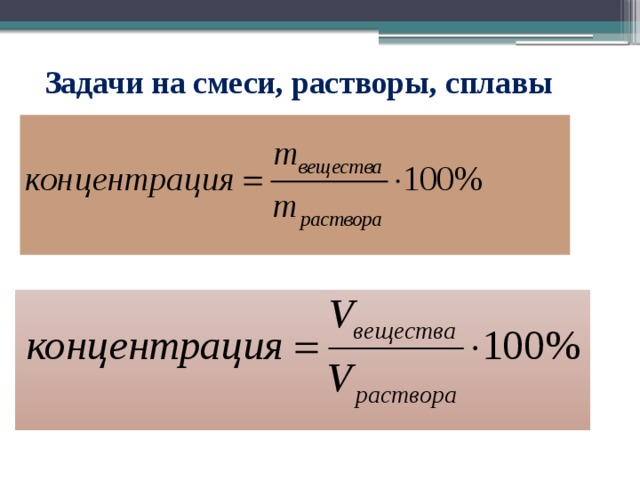 Задачи на смеси, растворы, сплавы
концентрация = m вещества / m раствора · 100%
концентрация = V вещества / V раствора · 100%